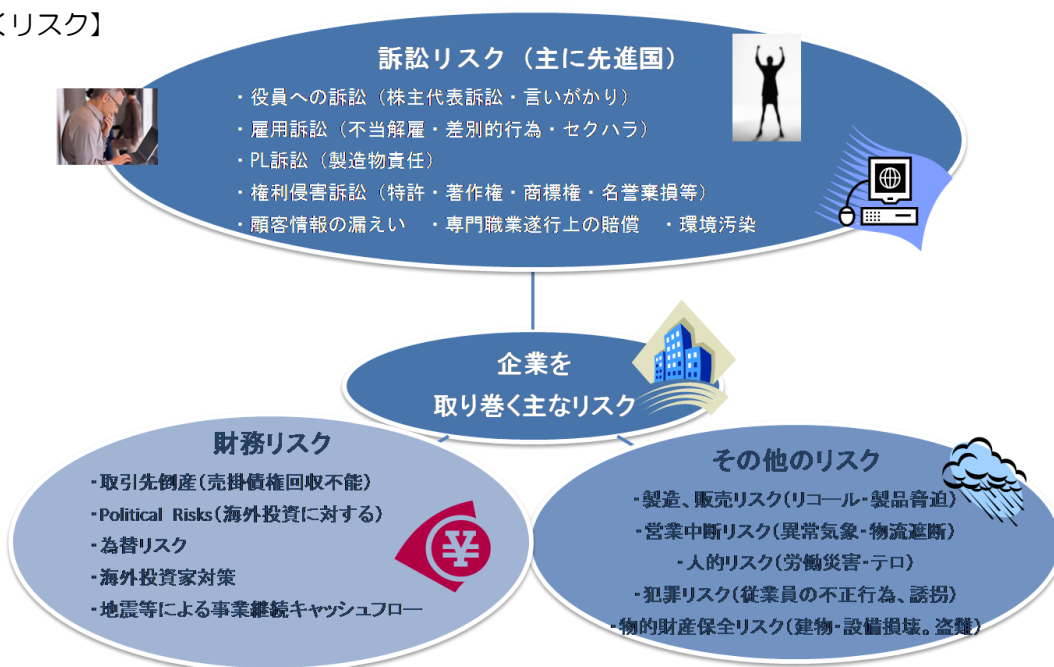 くリスク】
訴訟リスク（主に先進国）
・役員への訴訟（株主代表訴訟・言いがかり）
・雇用訴訟（不当解雇・差別的行為・セクハラ）
・PL訴訟（製造物責任）
・権利侵害訴訟（特許・著作権・商標権・名誉棄損等）
・顧客情報の漏えい　・専門職業遂行上の賠償　・環境汚染
企業を
取り巻く主なリスク
財務リスク
・取引先倒産（売掛債権回収不能）
・Political Risks（海外投資に対する）
・為替リスク
・海外投資家対策
・地震等による事業継続キャッシュフロー
その他のリスク
・製造、販売リスク（リコール・製品脅迫）
・営業中断リスク（異常気象・物流遮断）
・人的リスク（労働災害・テロ）
・犯罪リスク（従業員の不正行為、誘拐）
・物的財産保全リスク（建物・設備損壊。盗難）